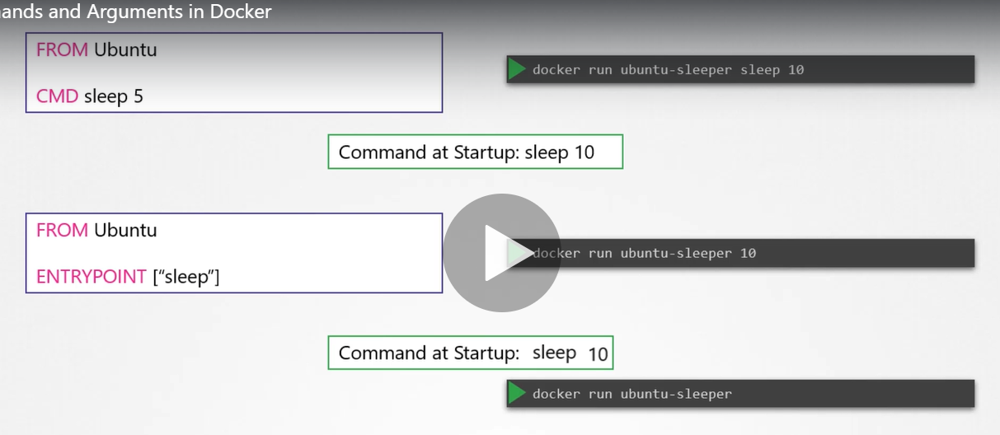 ands and Arguments in Docker
FROM Ubuntu
CMD sleep 5
docker run ubuntu-sleeper sleep 10
Command at Startup: sleep 10
FROM Ubuntu
ENTRYPOINT [“sleep”]
docker run ubuntu-sleeper 10
Command at Startup: sleep 10
docker run ubuntu-sleeper